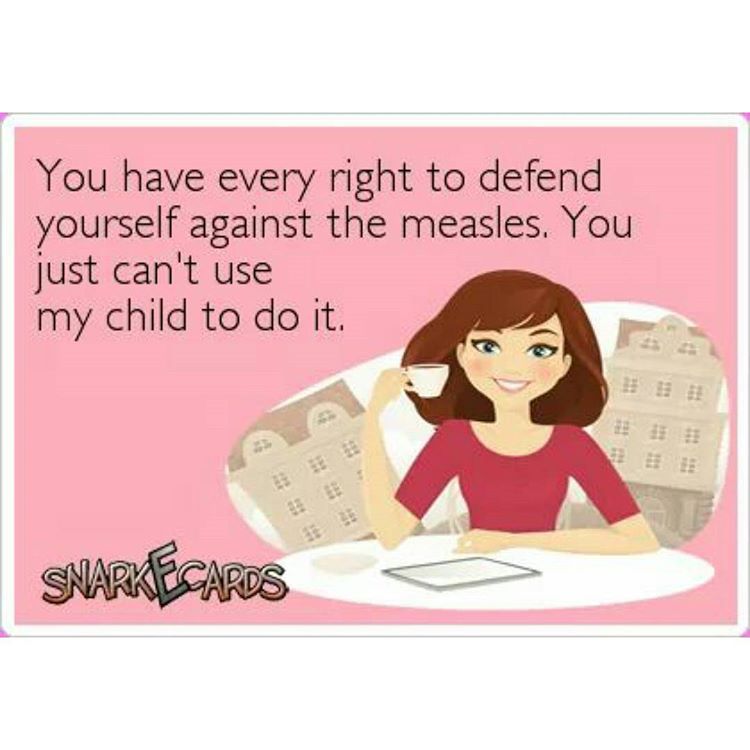 You have every right to defend
yourself against the measles. You
just can't use
my child to do it.
SNARKECARDS